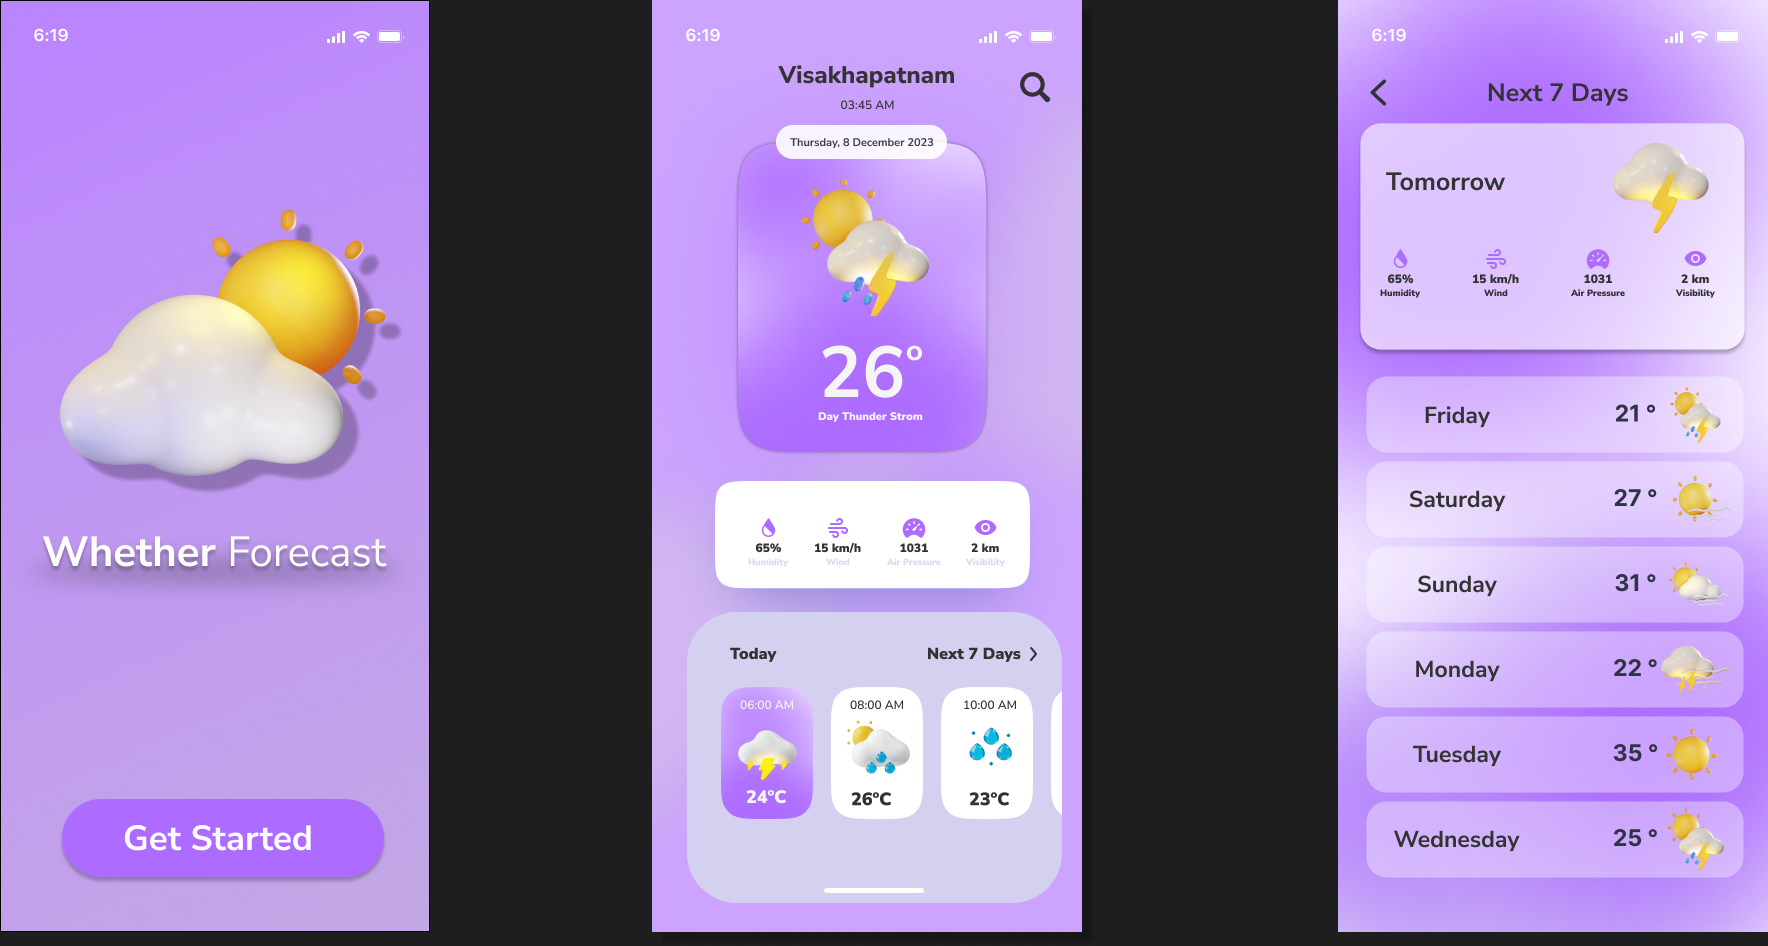 6:19
Whether Forecast
Get Started
6:19
Visakhapatnam
03:45 AM
Thursday, 8 December 2023
26°
Day Thunder Strom
65% 15 km/h 1031 2 km
Humidity Wind Air Pressure Visibility
Today Next 7 Days
06:00 AM 08:00 AM 10:00 AM
24°C 26°C 23°C
6:19
Next 7 Days
Tomorrow
65% 15 km/h 1031 2 km
Humidity Wind Air Pressure Visibility
Friday 21 °
Saturday 27 °
Sunday 31 °
Monday 22 °
Tuesday 35 °
Wednesday 25 °